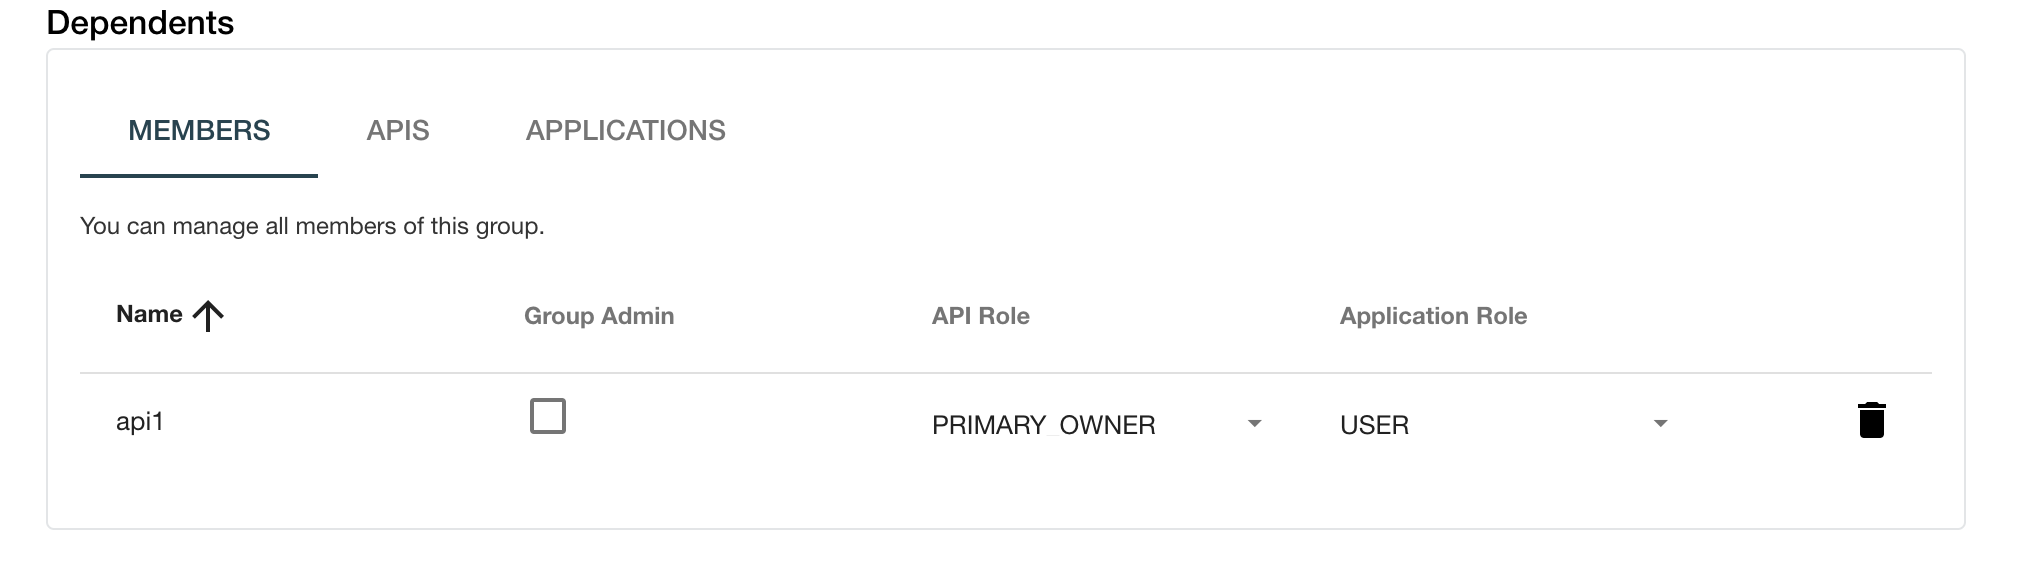 Dependents
MEMBERS APIS APPLICATIONS
You can manage all members of this group.
Name Group Admin API Role Application Role
api1 PRIMARY_OWNER USER